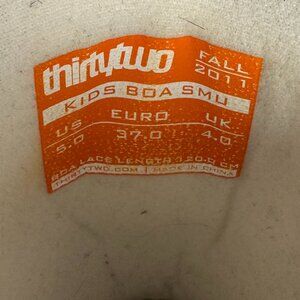 thirtytwo
FALL
2011
KIDS BOA SMU
US EURO UK
5.0 37.0 4.0
BOA LACE LENGTH 120.0 CM
THIRTYTWO.COM | MADE IN CHINA